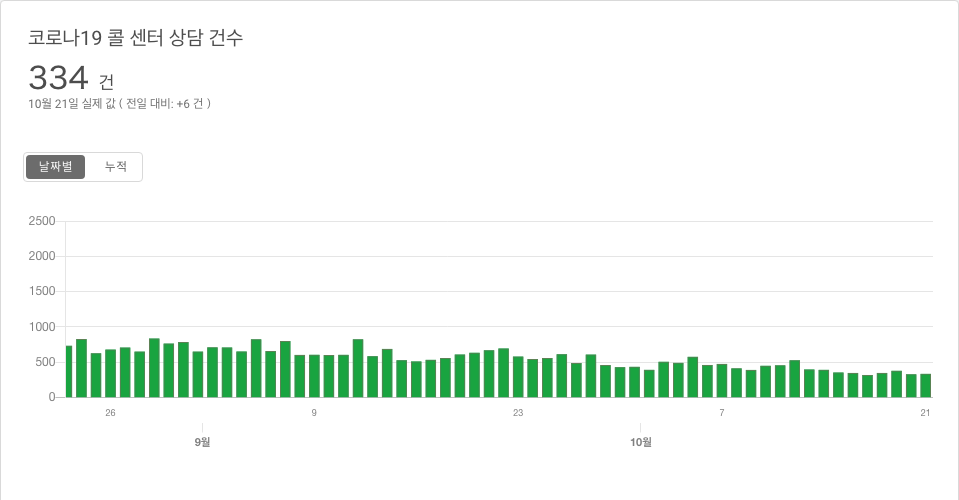 코로나19 콜 센터 상담 건수
334 건
10월 21일 실제 값 ( 전일 대비: +6 건 )
날짜별 누적
2500
2000
1500
1000
500
0
26 9 23 7 21
9월 10월